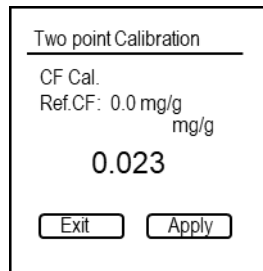 Two point Calibration
CF Cal.
Ref.CF: 0.0 mg/g
mg/g
0.023
Exit Apply